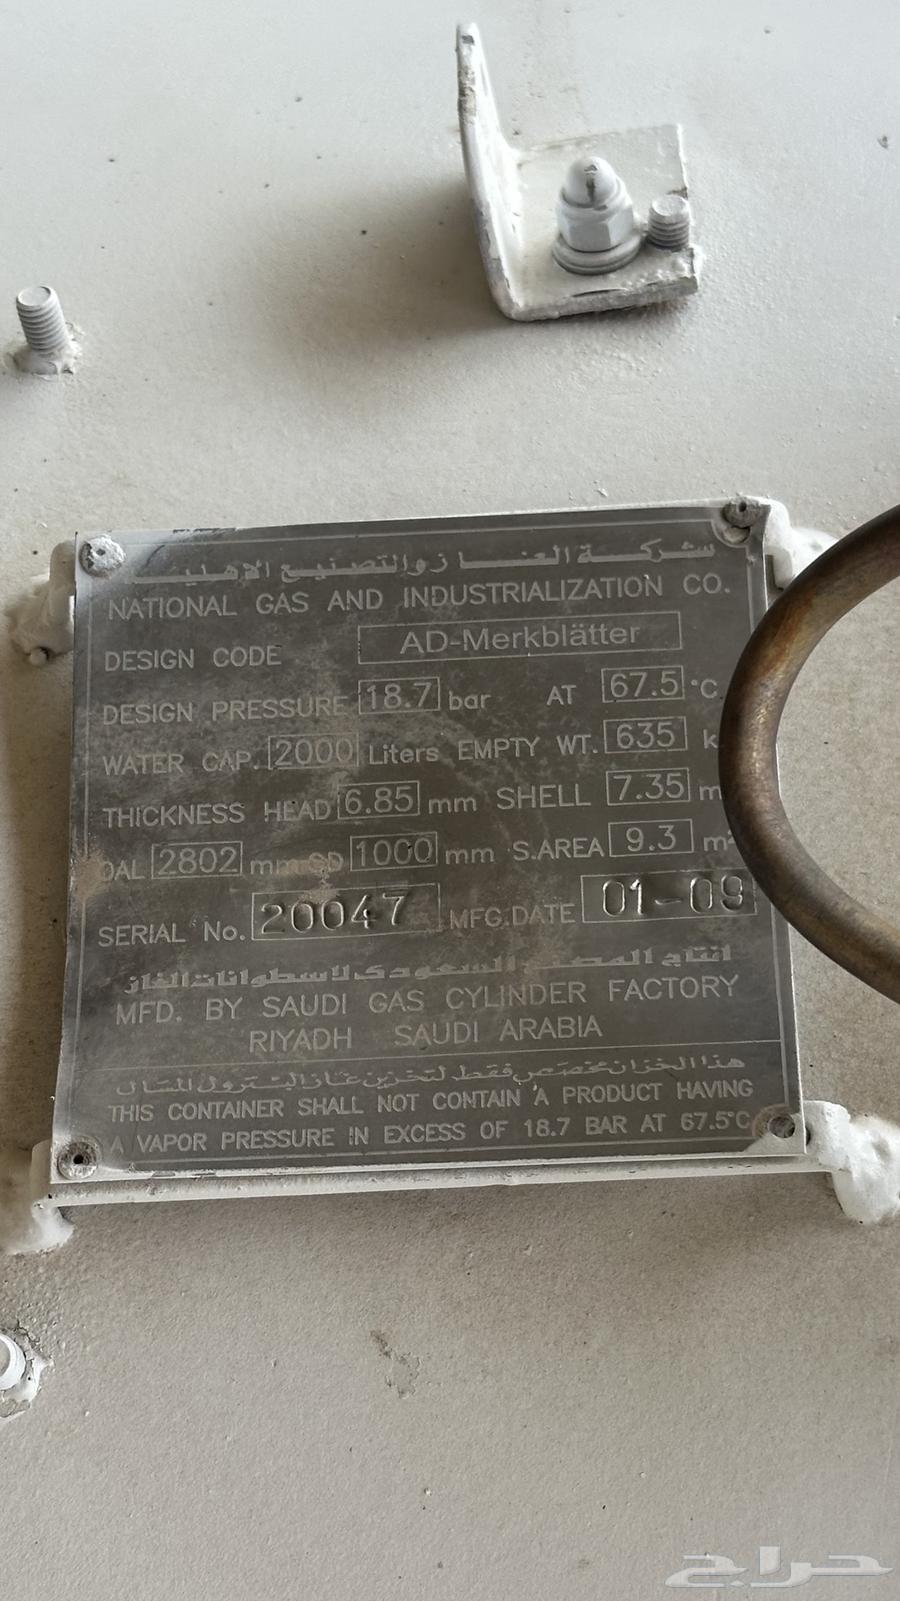 شركة الغاز والتصنيع الاهلية
NATIONAL GAS AND INDUSTRIALIZATION CO.
DESIGN CODE AD-Merkblätter
DESIGN PRESSURE 18.7 bar AT 67.5 °C
WATER CAP. 2000 Liters EMPTY WT. 635 k
THICKNESS HEAD 6.85 mm SHELL 7.35 m
OAL 2802 mm SD 1000 mm S.AREA 9.3 m²
SERIAL No. 20047 MFG.DATE 01-09
انتاج المصنع السعودى لاسطوانات الغاز
MFD. BY SAUDI GAS CYLINDER FACTORY
RIYADH SAUDI ARABIA
هذا الخزان مخصص فقط لتخزين غاز البترول المسال
THIS CONTAINER SHALL NOT CONTAIN A PRODUCT HAVING
A VAPOR PRESSURE IN EXCESS OF 18.7 BAR AT 67.5°C
حراج